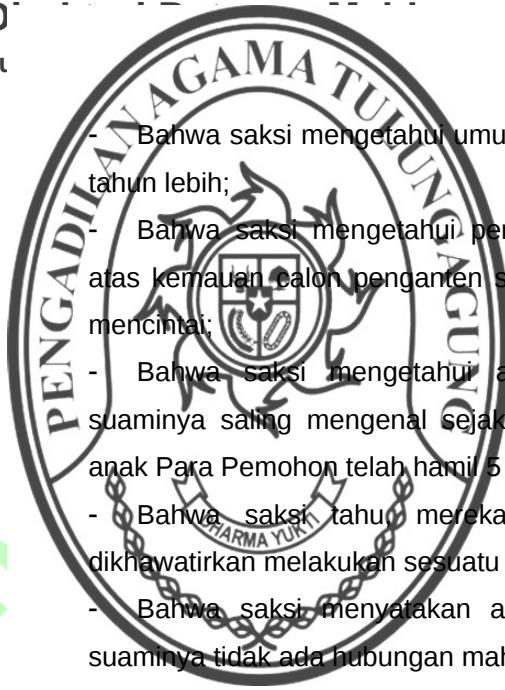 PENGADILAN AGAMA TULUNGAGUNG
- Bahwa saksi mengetahui umu
tahun lebih;
- Bahwa saksi mengetahui per
atas kemauan calon penganten s
mencintai;
- Bahwa saksi mengetahui a
suaminya saling mengenal sejak
anak Para Pemohon telah hamil 5
- Bahwa saksi tahu, mereka
dikhawatirkan melakukan sesuatu
- Bahwa saksi menyatakan a
suaminya tidak ada hubungan mah
DHARMA YUKTI